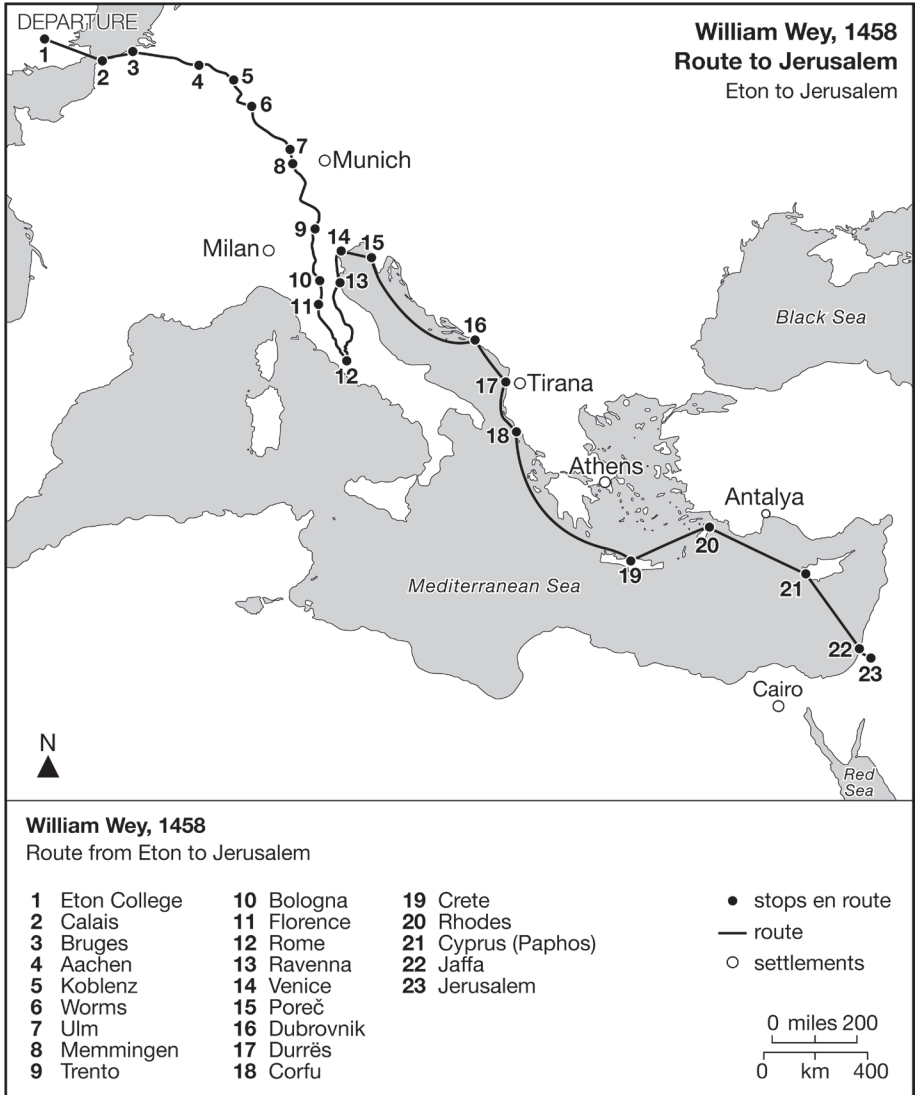 DEPARTURE
William Wey, 1458
Route to Jerusalem
Eton to Jerusalem
1
2
3
4
5
6
7
8
Munich
9
Milan
14
15
10
13
11
16
12
Black Sea
17
Tirana
18
Athens
Antalya
20
19
Mediterranean Sea
21
22
23
Cairo
N
Red
Sea
William Wey, 1458
Route from Eton to Jerusalem
1 Eton College
2 Calais
3 Bruges
4 Aachen
5 Koblenz
6 Worms
7 Ulm
8 Memmingen
9 Trento
10 Bologna
11 Florence
12 Rome
13 Ravenna
14 Venice
15 Poreč
16 Dubrovnik
17 Durrës
18 Corfu
19 Crete
20 Rhodes
21 Cyprus (Paphos)
22 Jaffa
23 Jerusalem
stops en route
route
settlements
0 miles 200
0 km 400